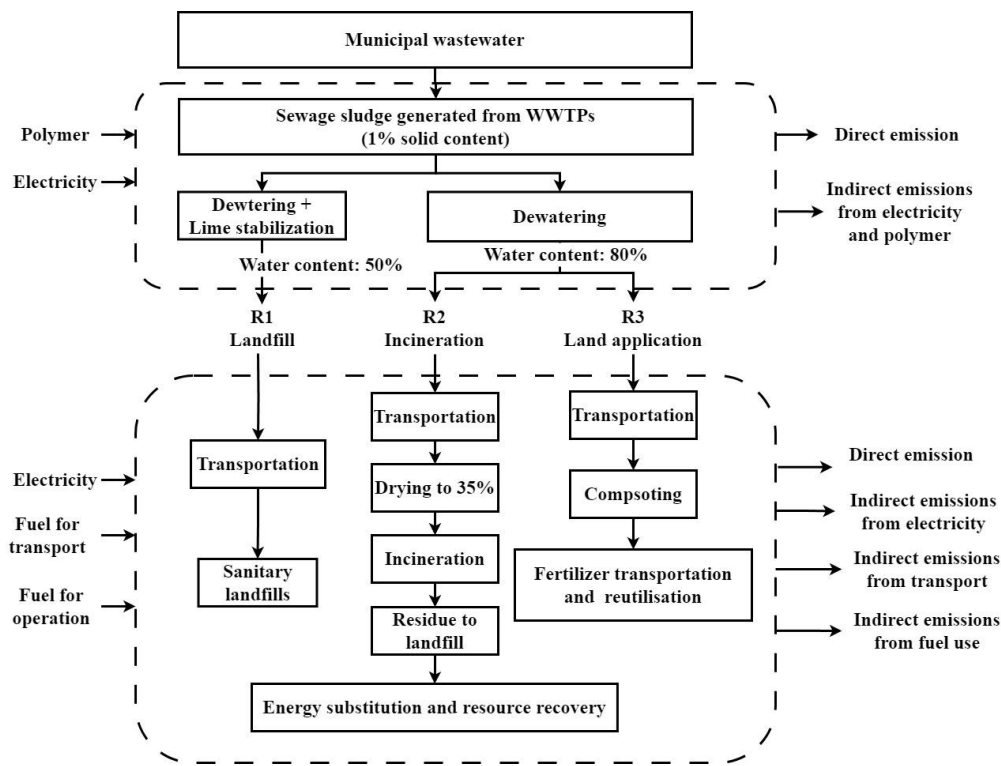 Municipal wastewater
Sewage sludge generated from WWTPs
(1% solid content)
Polymer
Electricity
Direct emission
Indirect emissions
from electricity
and polymer
Dewtering +
Lime stabilization
Dewatering
Water content: 50%
Water content: 80%
R1
Landfill
R2
Incineration
R3
Land application
Electricity
Fuel for
transport
Fuel for
operation
Transportation
Sanitary
landfills
Transportation
Drying to 35%
Incineration
Residue to
landfill
Transportation
Compsoting
Fertilizer transportation
and reutilisation
Energy substitution and resource recovery
Direct emission
Indirect emissions
from electricity
Indirect emissions
from transport
Indirect emissions
from fuel use